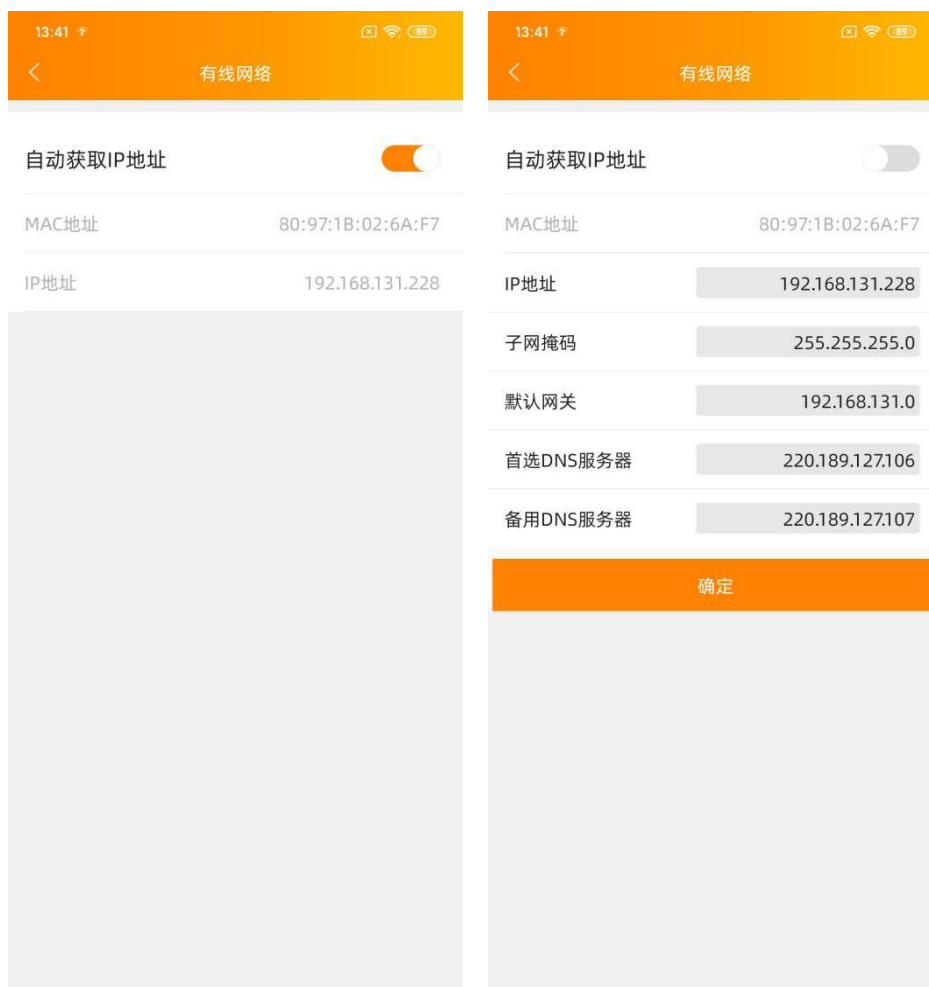 13:41
89
有线网络
自动获取IP地址
MAC地址 80:97:1B:02:6A:F7
IP地址 192.168.131.228
13:41
89
有线网络
自动获取IP地址
MAC地址 80:97:1B:02:6A:F7
IP地址 192.168.131.228
子网掩码 255.255.255.0
默认网关 192.168.131.0
首选DNS服务器 220.189.127.106
备用DNS服务器 220.189.127.107
确定